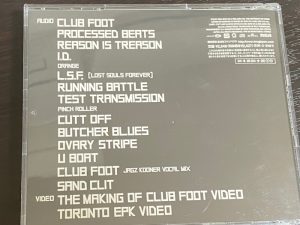 AUDIO CLUB FOOT
PROCESSED BEATS
REASON IS TREASON
I.D.
ORANGE
L.S.F. [LOST SOULS FOREVER]
RUNNING BATTLE
TEST TRANSMISSION
PINCH ROLLER
CUTT OFF
BUTCHER BLUES
OVARY STRIPE
U BOAT
CLUB FOOT JAGZ KOONER VOCAL MIX
SAND CLIT
VIDEO THE MAKING OF CLUB FOOT VIDEO
TORONTO EPK VIDEO